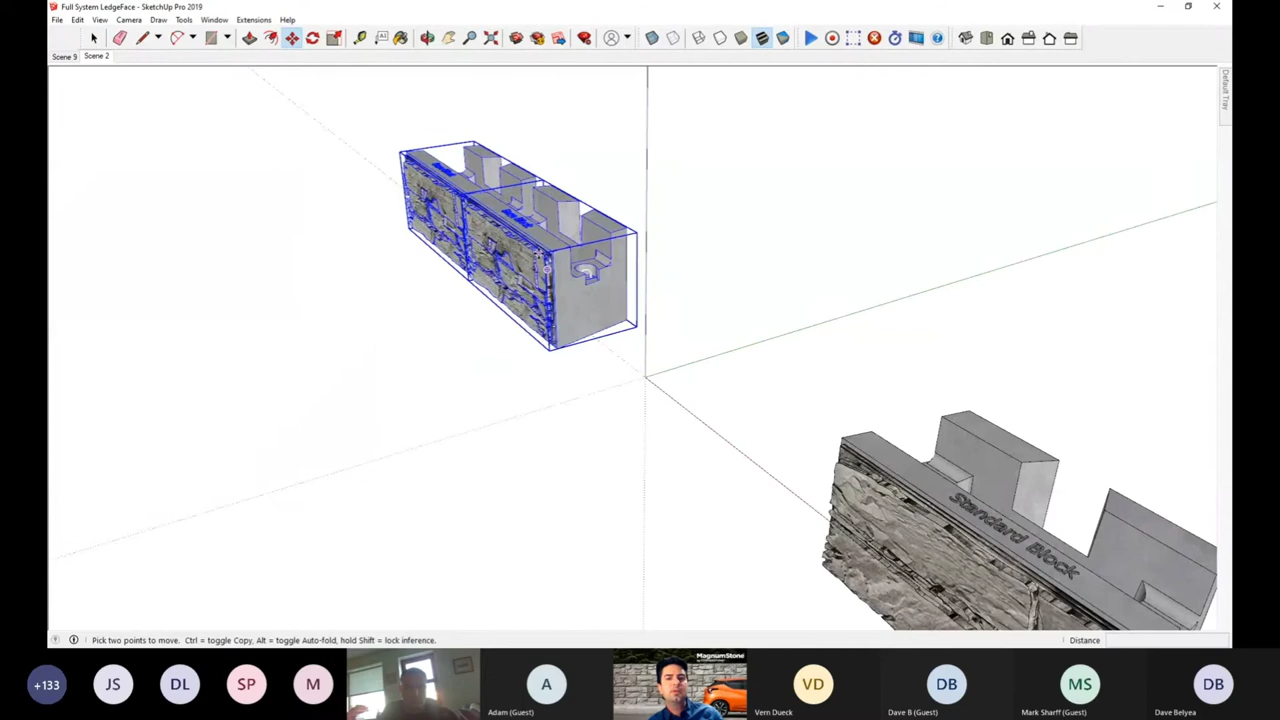 Full System LedgeFace - SketchUp Pro 2019
File Edit View Camera Draw Tools Window Extensions Help
Scene 9 Scene 2
Default Tray
Standard Block
Pick two points to move. Ctrl = toggle Copy, Alt = toggle Auto-fold, hold Shift = lock inference.
Distance
+133 JS DL SP M A VD DB MS DB
MagnumStone
Adam (Guest) Vern Dueck Dave B (Guest) Mark Sharff (Guest) Dave Belyea